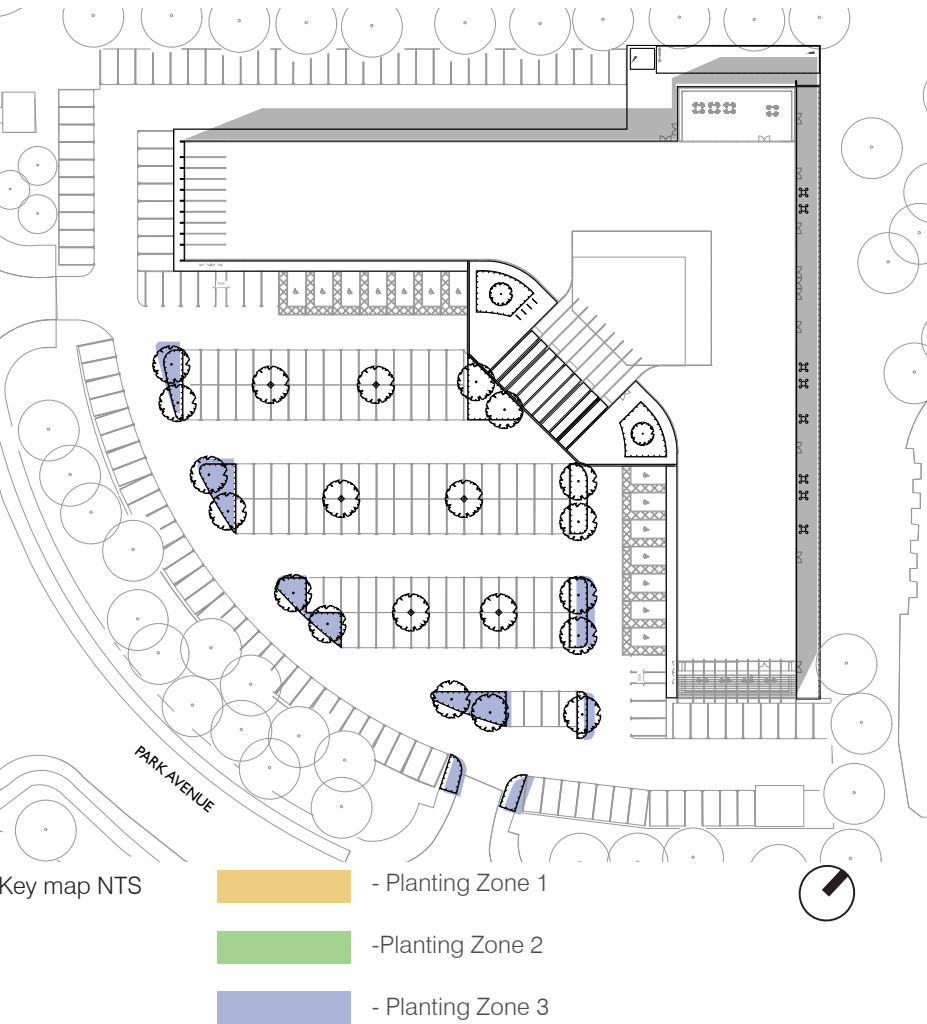 PARK AVENUE
Key map NTS
- Planting Zone 1
-Planting Zone 2
- Planting Zone 3